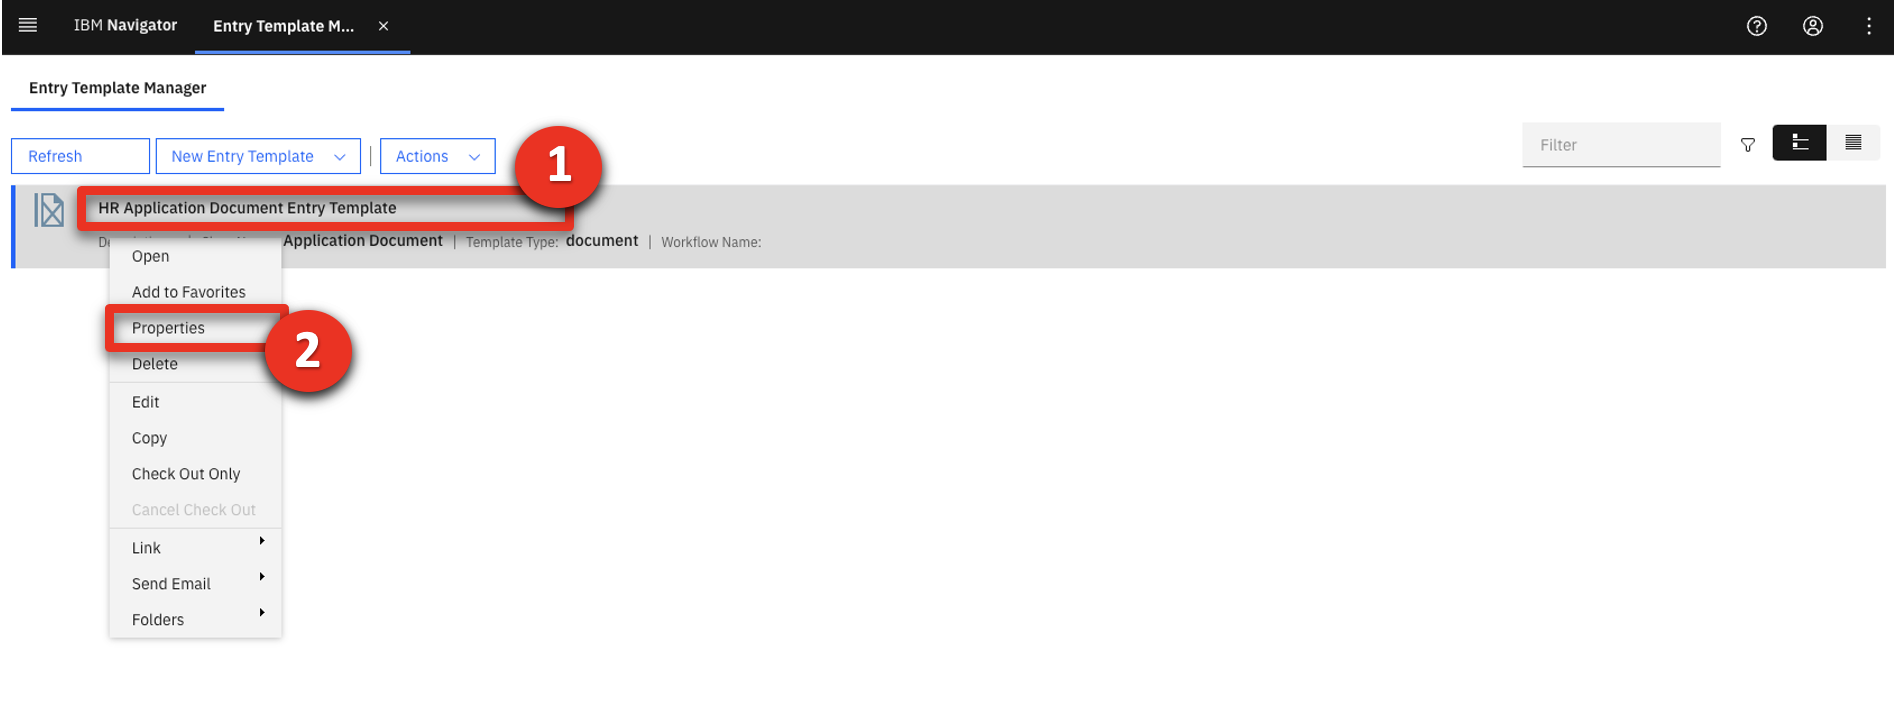 IBM Navigator
Entry Template M...
Entry Template Manager
Refresh
New Entry Template
Actions
Filter
1
HR Application Document Entry Template
Application Document | Template Type: document | Workflow Name:
Open
Add to Favorites
Properties
2
Delete
Edit
Copy
Check Out Only
Cancel Check Out
Link
Send Email
Folders